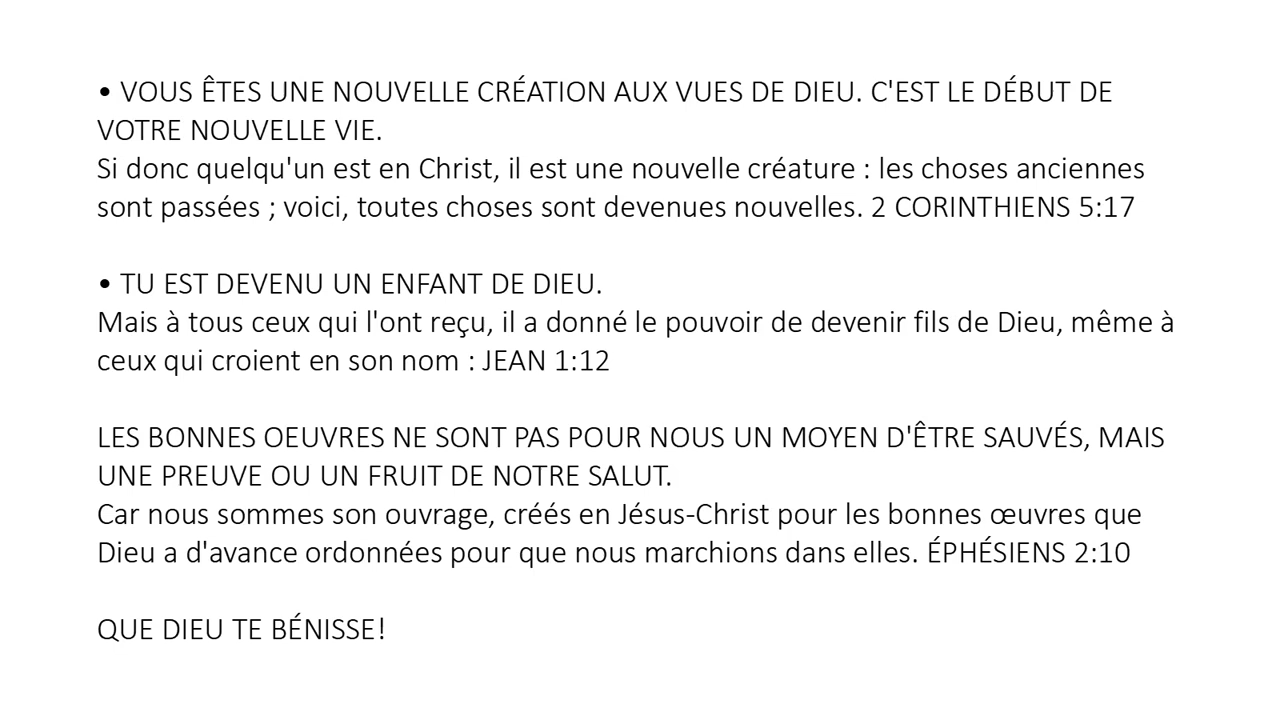 • VOUS ÊTES UNE NOUVELLE CRÉATION AUX VUES DE DIEU. C'EST LE DÉBUT DE
VOTRE NOUVELLE VIE.
Si donc quelqu'un est en Christ, il est une nouvelle créature : les choses anciennes
sont passées ; voici, toutes choses sont devenues nouvelles. 2 CORINTHIENS 5:17
• TU EST DEVENU UN ENFANT DE DIEU.
Mais à tous ceux qui l'ont reçu, il a donné le pouvoir de devenir fils de Dieu, même à
ceux qui croient en son nom : JEAN 1:12
LES BONNES OEUVRES NE SONT PAS POUR NOUS UN MOYEN D'ÊTRE SAUVÉS, MAIS
UNE PREUVE OU UN FRUIT DE NOTRE SALUT.
Car nous sommes son ouvrage, créés en Jésus-Christ pour les bonnes œuvres que
Dieu a d'avance ordonnées pour que nous marchions dans elles. ÉPHÉSIENS 2:10
QUE DIEU TE BÉNISSE!